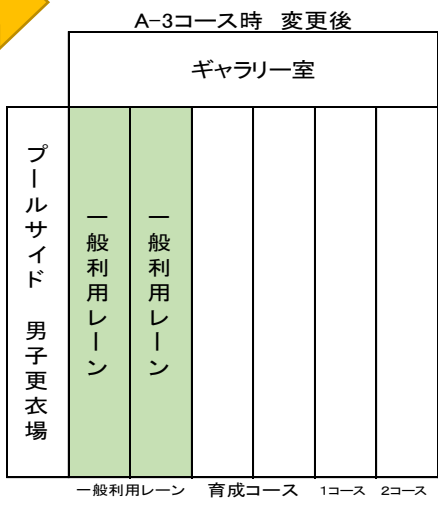 A-3コース時 変更後
ギャラリー室
プールサイド 男子更衣場
一般利用レーン
一般利用レーン
一般利用レーン 育成コース 1コース 2コース